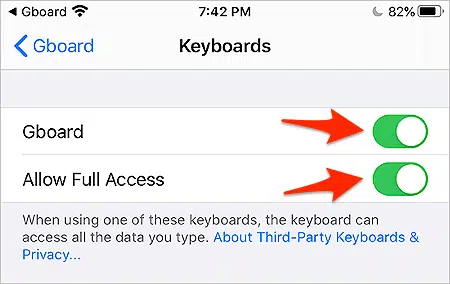 Gboard 7:42 PM 82%
Gboard Keyboards
Gboard
Allow Full Access
When using one of these keyboards, the keyboard can
access all the data you type. About Third-Party Keyboards &
Privacy...